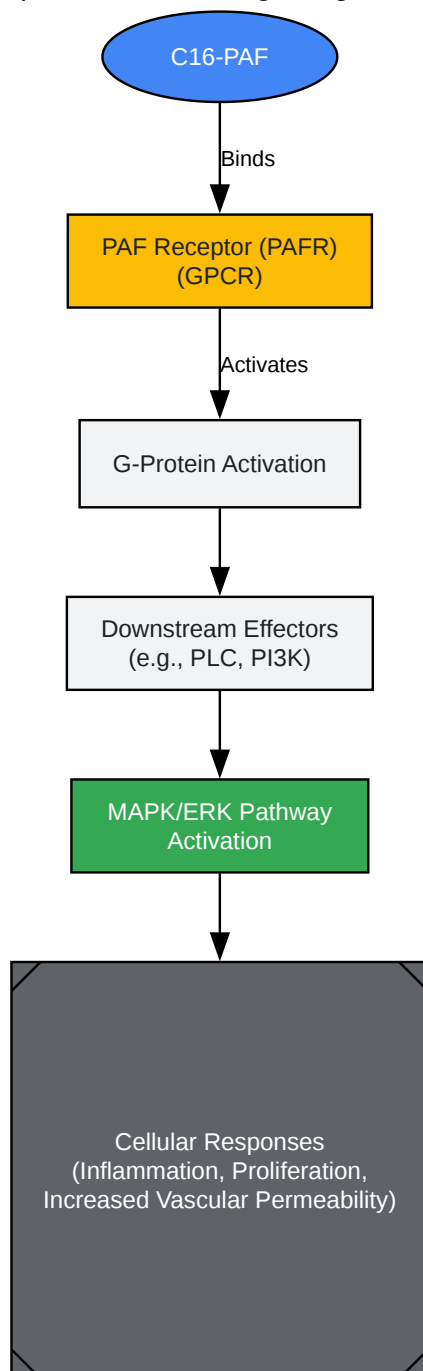 C16-PAF
Binds
PAF Receptor (PAFR)
(GPCR)
Activates
G-Protein Activation
Downstream Effectors
(e.g., PLC, PI3K)
MAPK/ERK Pathway
Activation
Cellular Responses
(Inflammation, Proliferation,
Increased Vascular Permeability)